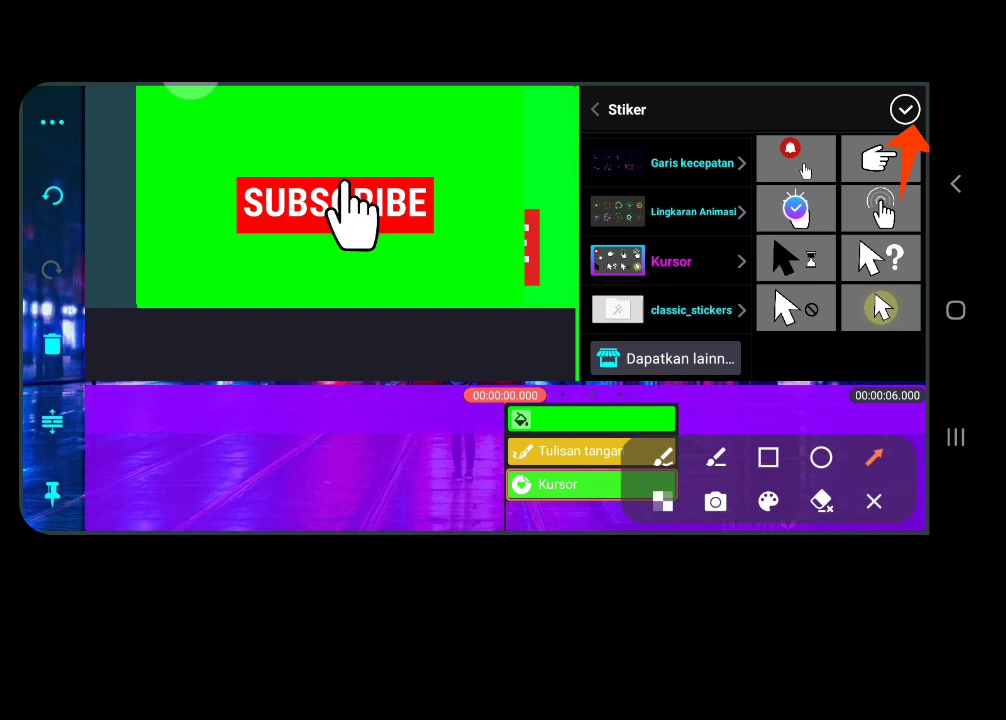 Stiker
SUBSCRIBE
Garis kecepatan
Lingkaran Animasi
Kursor
classic_stickers
Dapatkan lainn...
00:00:00.000
00:00:06.000
Tulisan tangan
Kursor